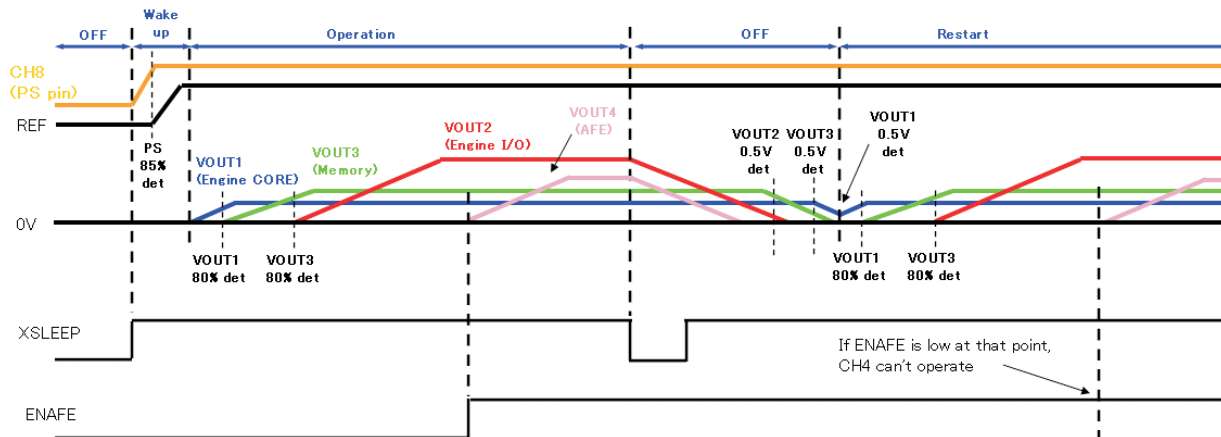 Wake
up
OFF
Operation
OFF
Restart
CH8
(PS pin)
REF
PS
85%
det
VOUT1
(Engine CORE)
VOUT3
(Memory)
VOUT2
(Engine I/O)
VOUT4
(AFE)
VOUT2
0.5V
det
VOUT3
0.5V
det
VOUT1
0.5V
det
0V
VOUT1
80% det
VOUT3
80% det
VOUT1
80% det
VOUT3
80% det
XSLEEP
If ENAFE is low at that point,
CH4 can't operate
ENAFE